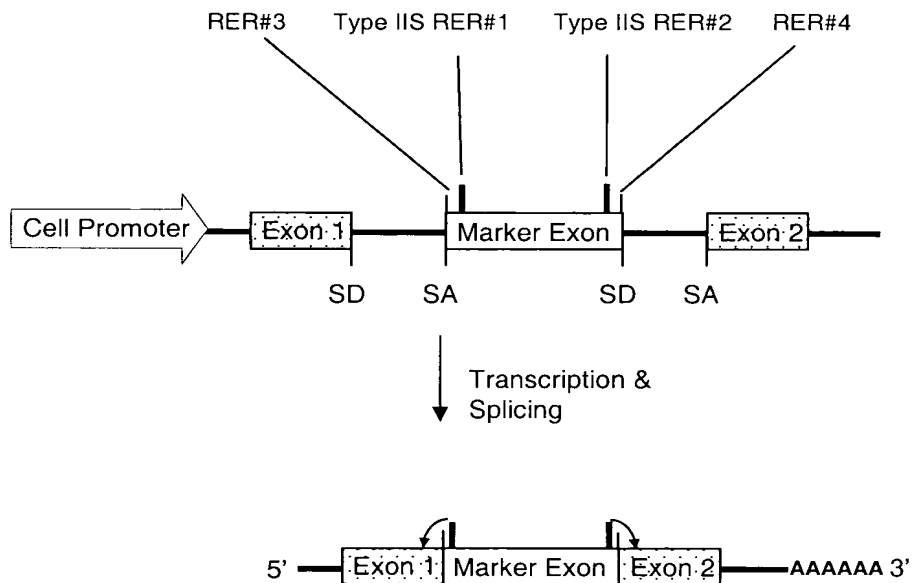 RER#3 Type IIS RER#1 Type IIS RER#2 RER#4
Cell Promoter Exon 1 Marker Exon Exon 2
SD SA SD SA
Transcription &
Splicing
5' Exon 1 Marker Exon Exon 2 AAAAAA 3'